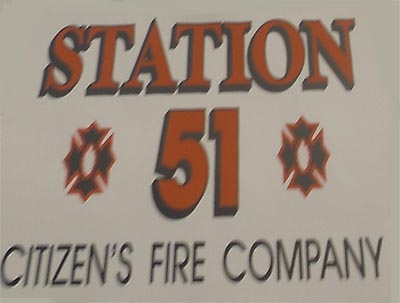 STATION
51
CITIZEN'S FIRE COMPANY